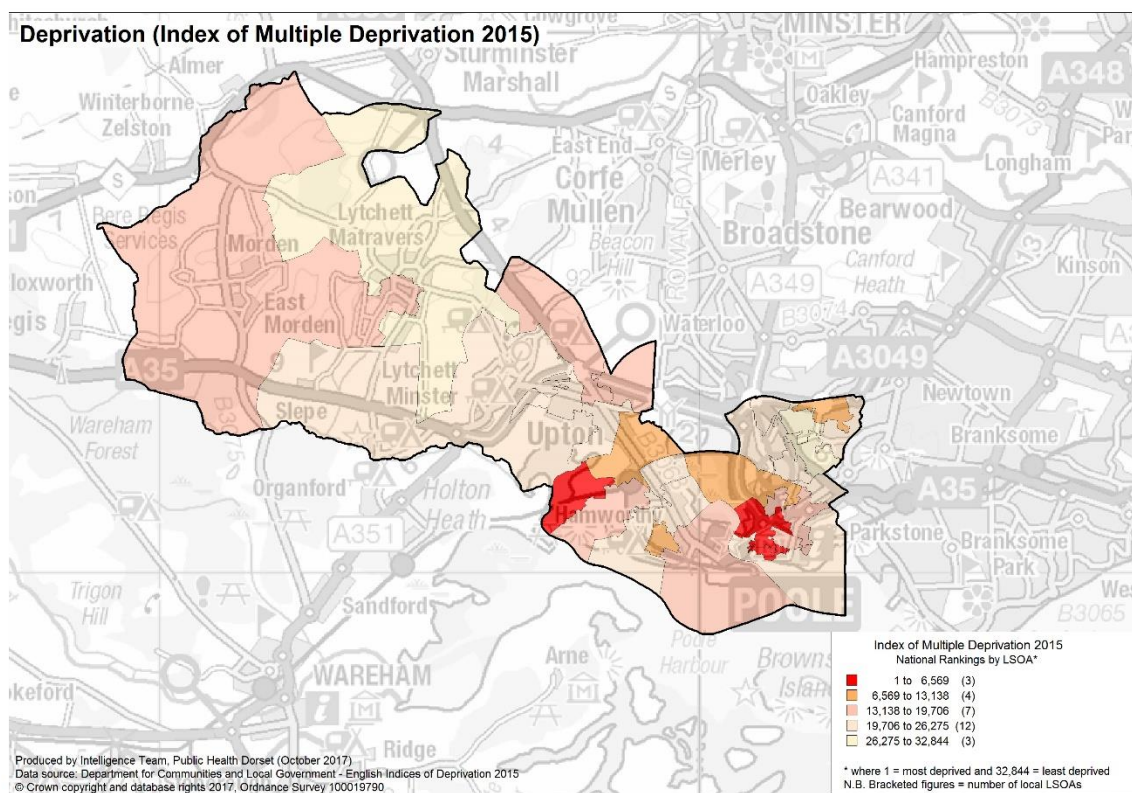 Deprivation (Index of Multiple Deprivation 2015)
MINSTER
Almer
Sturminster
Marshall
Hampreston
A348
Winterborne
Zelston
Oakley
Canford
Magna
B3073
East End
Merley
Longham
Corfe
Mullen
A341
Bearwood
Bere Regis
Services
Lytchett
Matravers
ROMAN ROAD
Morden
Beacon
Hill
92
Broadstone
Canford
Heath
Kinson
13
loxworth
A349
B3074
East
Morden
Waterloo
A35
A3049
Lytchett
Minster
Newtown
Wareham
Forest
B3075
Slepe
Upton
Branksome
Organford
Holton
Heath
Hamworthy
A35
A351
Parkstone
Branksome
Park
Trigon
Hill
Sandford
POOLE
B3065
Poole
Harbour
Arne
WAREHAM
Ridge
Index of Multiple Deprivation 2015
National Rankings by LSOA*
1 to 6,569 (3)
6,569 to 13,138 (4)
13,138 to 19,706 (7)
19,706 to 26,275 (12)
26,275 to 32,844 (3)
* where 1 = most deprived and 32,844 = least deprived
N.B. Bracketed figures = number of local LSOAs
Produced by Intelligence Team, Public Health Dorset (October 2017)
Data source: Department for Communities and Local Government - English Indices of Deprivation 2015
© Crown copyright and database rights 2017, Ordnance Survey 100019790